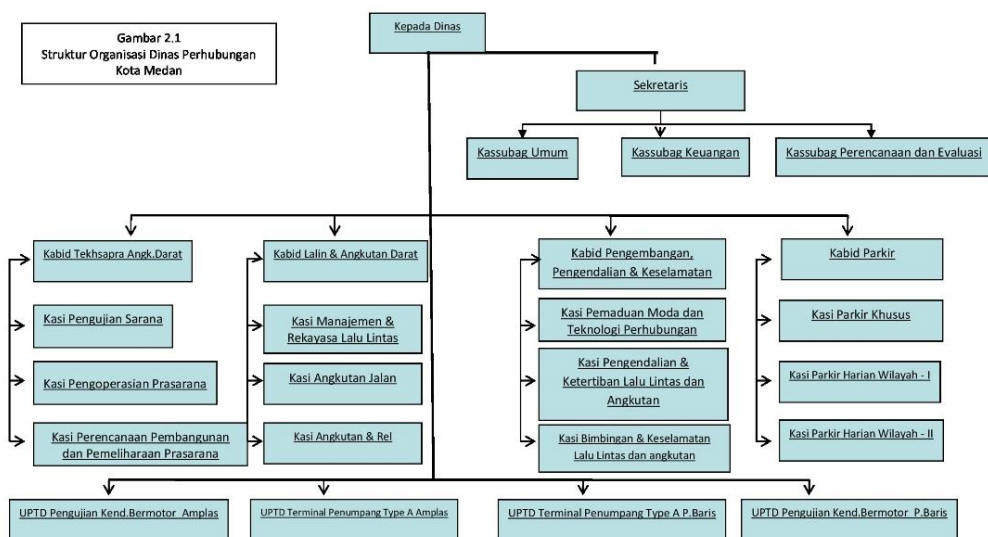 Gambar 2.1
Struktur Organisasi Dinas Perhubungan
Kota Medan
Kepada Dinas
Sekretaris
Kassubag Umum
Kassubag Keuangan
Kassubag Perencanaan dan Evaluasi
Kabid Tekhsapra Angk.Darat
Kabid Lalin & Angkutan Darat
Kabid Pengembangan,
Pengendalian & Keselamatan
Kabid Parkir
Kasi Pengujian Sarana
Kasi Manajemen &
Rekayasa Lalu Lintas
Kasi Pemaduan Moda dan
Teknologi Perhubungan
Kasi Parkir Khusus
Kasi Pengoperasian Prasarana
Kasi Angkutan Jalan
Kasi Pengendalian &
Ketertiban Lalu Lintas dan
Angkutan
Kasi Parkir Harian Wilayah - I
Kasi Perencanaan Pembangunan
dan Pemeliharaan Prasarana
Kasi Angkutan & Rel
Kasi Bimbingan & Keselamatan
Lalu Lintas dan angkutan
Kasi Parkir Harian Wilayah - II
UPTD Pengujian Kend.Bermotor Amplas
UPTD Terminal Penumpang Type A Amplas
UPTD Terminal Penumpang Type A P.Baris
UPTD Pengujian Kend.Bermotor P.Baris